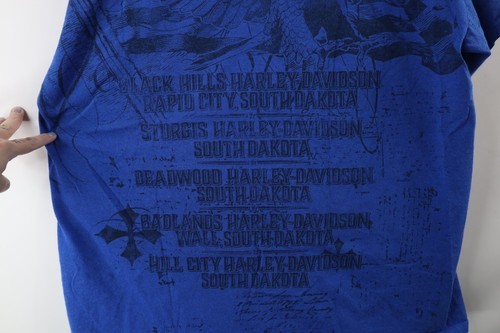 BLACK HILLS HARLEY-DAVIDSON
RAPID CITY, SOUTH DAKOTA
STURGIS HARLEY-DAVIDSON
SOUTH DAKOTA
DEADWOOD HARLEY-DAVIDSON
SOUTH DAKOTA
BADLANDS HARLEY-DAVIDSON
WALL, SOUTH DAKOTA
HILL CITY HARLEY-DAVIDSON
SOUTH DAKOTA